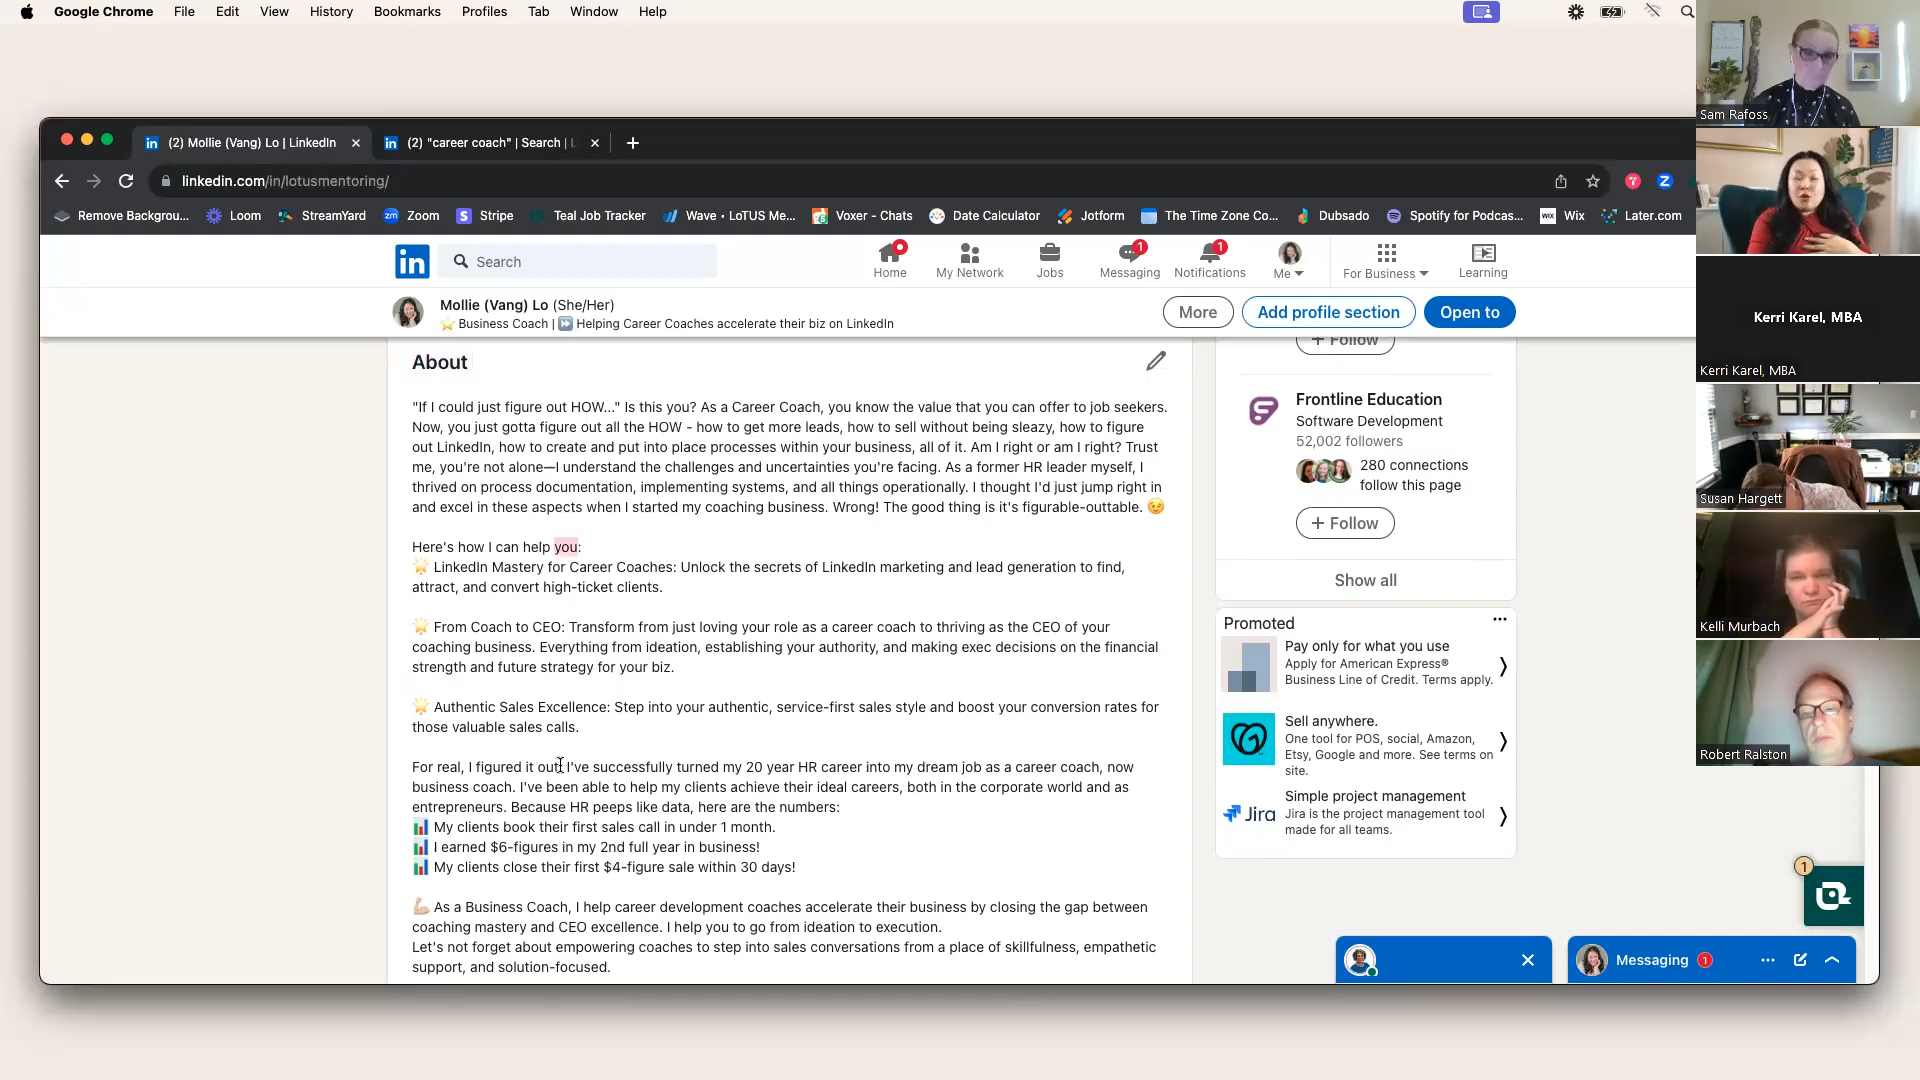 Google Chrome File Edit View History Bookmarks Profiles Tab Window Help
(2) Mollie (Vang) Lo | LinkedIn
(2) "career coach" | Search |
linkedin.com/in/lotusmentoring/
Remove Backgrou... Loom StreamYard Zoom Stripe Teal Job Tracker Wave • LoTUS Me... Voxer - Chats Date Calculator Jotform The Time Zone Co... Dubsado Spotify for Podcas... Wix Later.com
Search
Home
My Network
Jobs
1
Messaging
1
Notifications
Me
For Business
Learning
Mollie (Vang) Lo (She/Her)
⭐ Business Coach | ⏩ Helping Career Coaches accelerate their biz on LinkedIn
More
Add profile section
Open to
About
"If I could just figure out HOW..." Is this you? As a Career Coach, you know the value that you can offer to job seekers.
Now, you just gotta figure out all the HOW - how to get more leads, how to sell without being sleazy, how to figure
out LinkedIn, how to create and put into place processes within your business, all of it. Am I right or am I right? Trust
me, you're not alone—I understand the challenges and uncertainties you're facing. As a former HR leader myself, I
thrived on process documentation, implementing systems, and all things operationally. I thought I'd just jump right in
and excel in these aspects when I started my coaching business. Wrong! The good thing is it's figurable-outtable. 😉
Here's how I can help you:
🌟 LinkedIn Mastery for Career Coaches: Unlock the secrets of LinkedIn marketing and lead generation to find,
attract, and convert high-ticket clients.
🌟 From Coach to CEO: Transform from just loving your role as a career coach to thriving as the CEO of your
coaching business. Everything from ideation, establishing your authority, and making exec decisions on the financial
strength and future strategy for your biz.
🌟 Authentic Sales Excellence: Step into your authentic, service-first sales style and boost your conversion rates for
those valuable sales calls.
For real, I figured it out! I've successfully turned my 20 year HR career into my dream job as a career coach, now
business coach. I've been able to help my clients achieve their ideal careers, both in the corporate world and as
entrepreneurs. Because HR peeps like data, here are the numbers:
📊 My clients book their first sales call in under 1 month.
📊 I earned $6-figures in my 2nd full year in business!
📊 My clients close their first $4-figure sale within 30 days!
💪🏼 As a Business Coach, I help career development coaches accelerate their business by closing the gap between
coaching mastery and CEO excellence. I help you to go from ideation to execution.
Let's not forget about empowering coaches to step into sales conversations from a place of skillfulness, empathetic
support, and solution-focused.
+ Follow
Frontline Education
Software Development
52,002 followers
280 connections
follow this page
+ Follow
Show all
Promoted
Pay only for what you use
Apply for American Express®
Business Line of Credit. Terms apply.
Sell anywhere.
One tool for POS, social, Amazon,
Etsy, Google and more. See terms on
site.
Jira
Simple project management
Jira is the project management tool
made for all teams.
1
Messaging 1
Sam Rafoss
Kerri Karel, MBA
Kerri Karel, MBA
Susan Hargett
Kelli Murbach
Robert Ralston